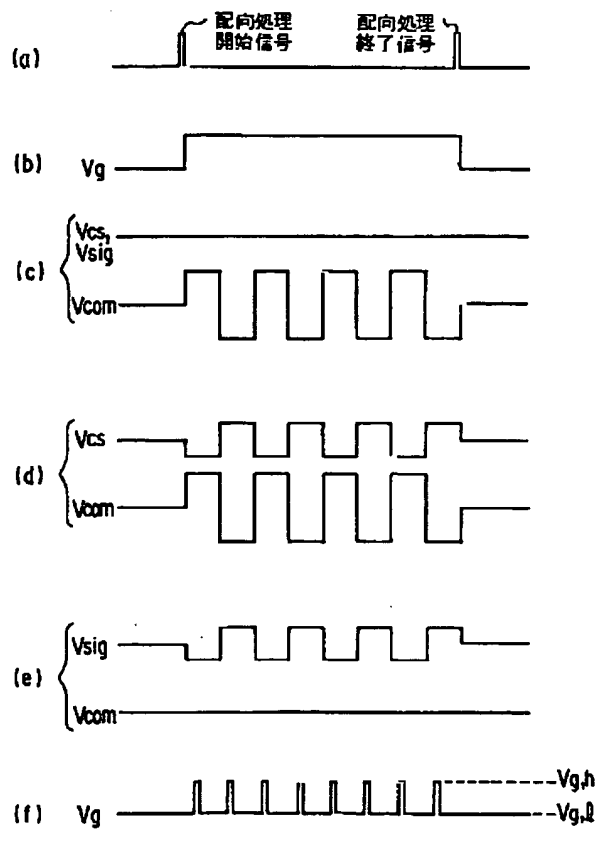 配向処理
開始信号
配向処理
終了信号
(a)
(b) Vg
Vcs,
Vsig
(c)
Vcom
Vcs
(d)
Vcom
Vsig
(e)
Vcom
Vg,h
(f) Vg
Vg,ℓ